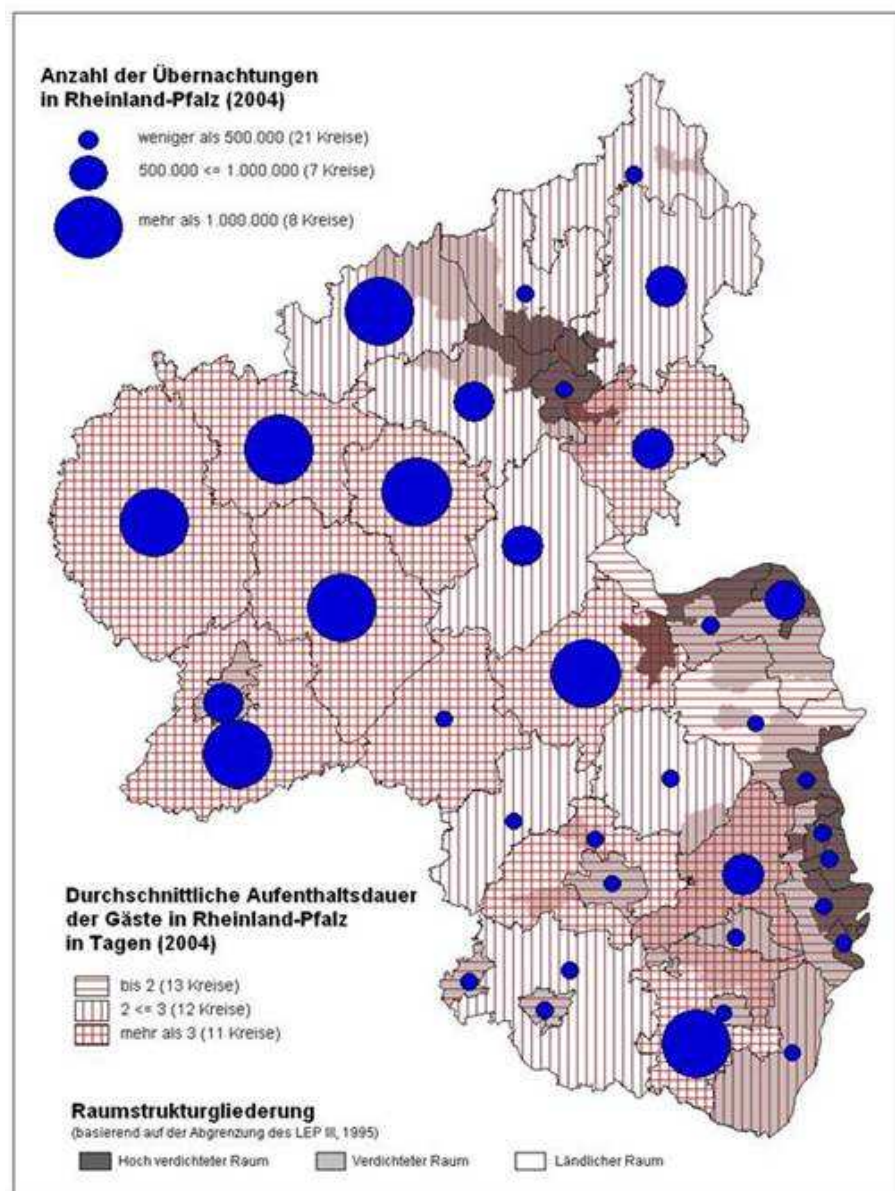 Anzahl der Übernachtungen
in Rheinland-Pfalz (2004)
weniger als 500.000 (21 Kreise)
500.000 <= 1.000.000 (7 Kreise)
mehr als 1.000.000 (8 Kreise)
Durchschnittliche Aufenthaltsdauer
der Gäste in Rheinland-Pfalz
in Tagen (2004)
bis 2 (13 Kreise)
2 <= 3 (12 Kreise)
mehr als 3 (11 Kreise)
Raumstrukturgliederung
(basierend auf der Abgrenzung des LEP III, 1995)
Hoch verdichteter Raum
Verdichteter Raum
Ländlicher Raum